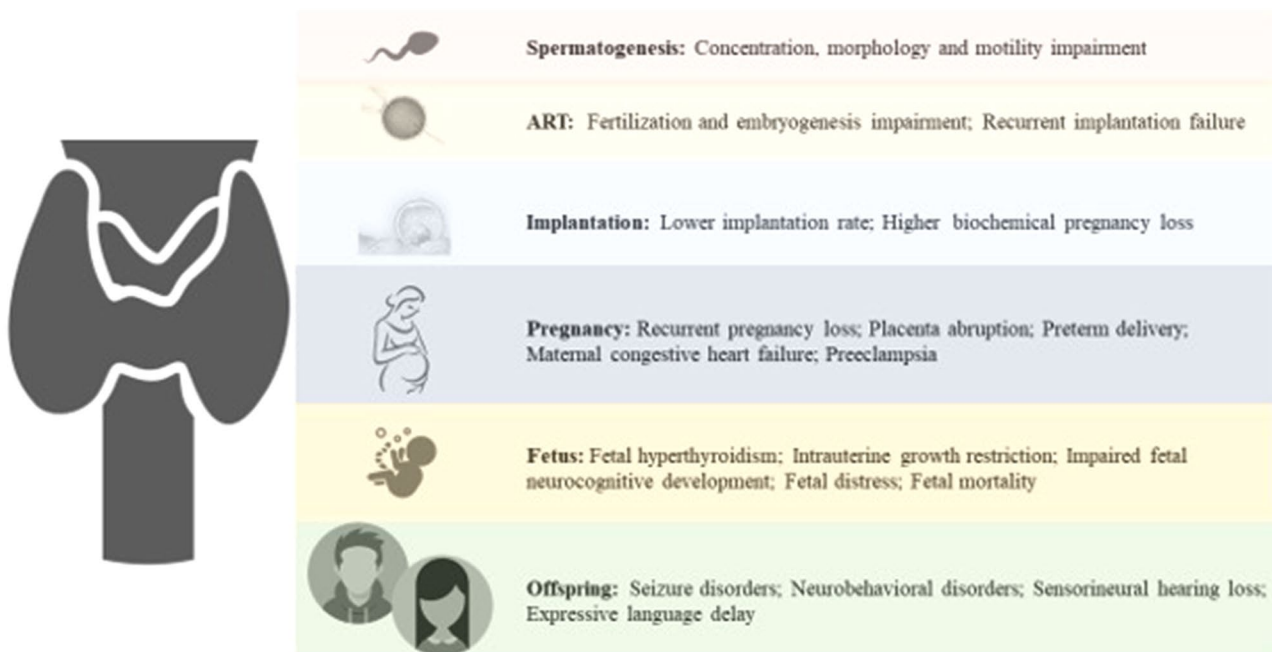 Spermatogenesis: Concentration, morphology and motility impairment
ART: Fertilization and embryogenesis impairment; Recurrent implantation failure
Implantation: Lower implantation rate; Higher biochemical pregnancy loss
Pregnancy: Recurrent pregnancy loss; Placenta abruption; Preterm delivery;
Maternal congestive heart failure; Preeclampsia
Fetus: Fetal hyperthyroidism; Intrauterine growth restriction; Impaired fetal
neurocognitive development; Fetal distress; Fetal mortality
Offspring: Seizure disorders; Neurobehavioral disorders; Sensorineural hearing loss;
Expressive language delay